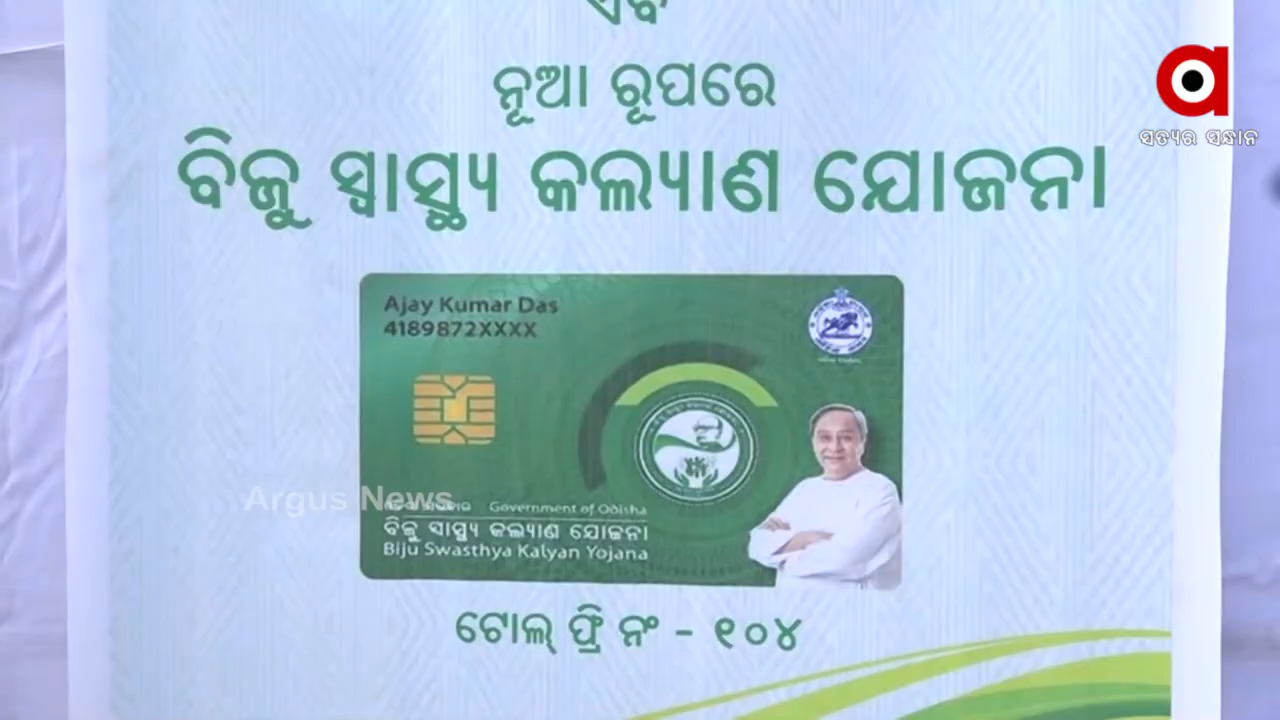 ଏବଂ
ନୂଆ ରୂପରେ
ବିଜୁ ସ୍ୱାସ୍ଥ୍ୟ କଲ୍ୟାଣ ଯୋଜନା
ସତ୍ୟର ସନ୍ଧାନ
Ajay Kumar Das
4189872XXXX
Argus News
Government of Odisha
ବିଜୁ ସ୍ୱାସ୍ଥ୍ୟ କଲ୍ୟାଣ ଯୋଜନା
Biju Swasthya Kalyan Yojana
ଟୋଲ୍ ଫ୍ରି ନଂ - ୧୦୪